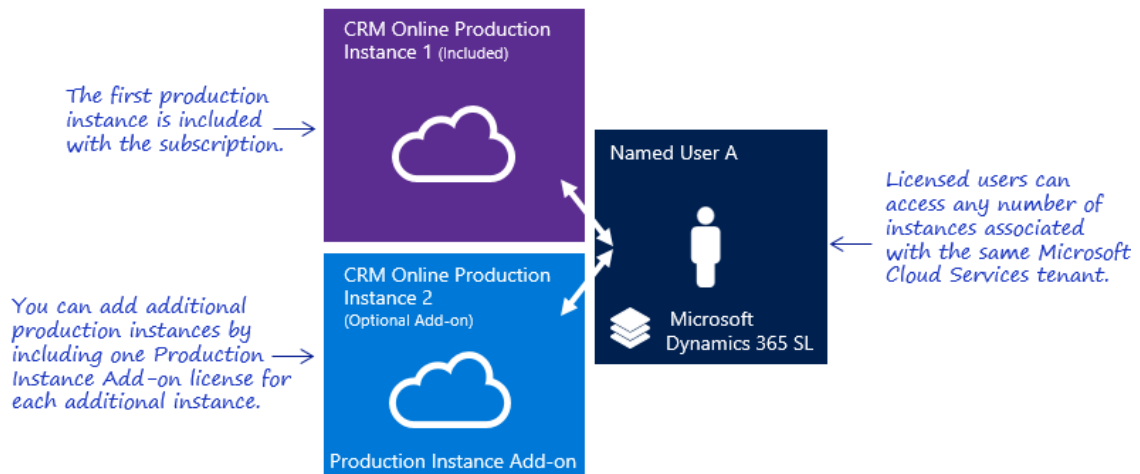 CRM Online Production
Instance 1 (Included)
The first production
instance is included
with the subscription.
Named User A
Licensed users can
access any number of
instances associated
with the same Microsoft
Cloud Services tenant.
Microsoft
Dynamics 365 SL
CRM Online Production
Instance 2
(Optional Add-on)
You can add additional
production instances by
including one Production
Instance Add-on license for
each additional instance.
Production Instance Add-on